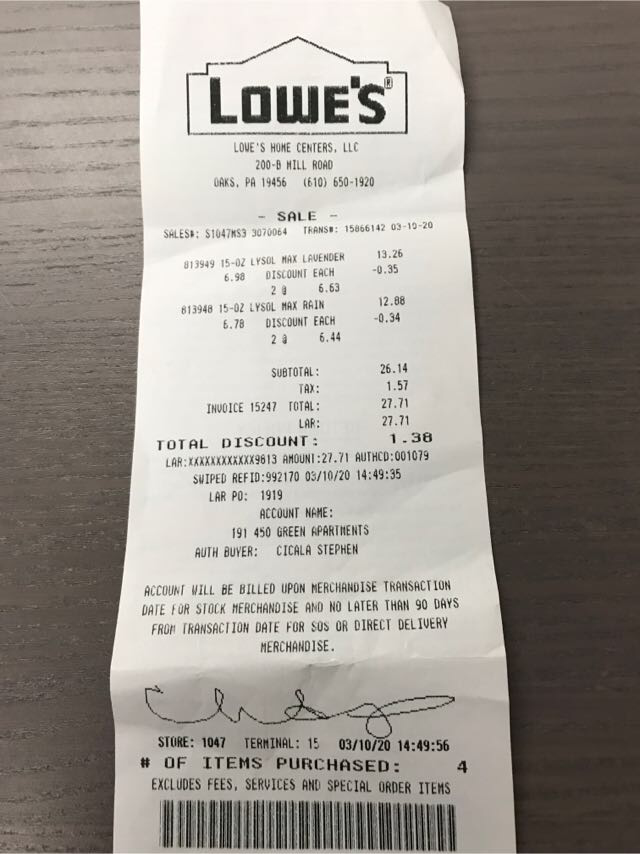 LOWE'S®
LOWE'S HOME CENTERS, LLC
200-B MILL ROAD
OAKS, PA 19456 (610) 650-1920
- SALE -
SALES#: S1047MS3 3070064 TRANS#: 15866142 03-10-20
813949 15-OZ LYSOL MAX LAVENDER 13.26
6.98 DISCOUNT EACH -0.35
2 @ 6.63
813948 15-OZ LYSOL MAX RAIN 12.88
6.78 DISCOUNT EACH -0.34
2 @ 6.44
SUBTOTAL: 26.14
TAX: 1.57
INVOICE 15247 TOTAL: 27.71
LAR: 27.71
TOTAL DISCOUNT: 1.38
LAR:XXXXXXXXXXXX9613 AMOUNT:27.71 AUTHCD:001079
SWIPED REFID:992170 03/10/20 14:49:35
LAR PO: 1919
ACCOUNT NAME:
191 450 GREEN APARTMENTS
AUTH BUYER: CICALA STEPHEN
ACCOUNT WILL BE BILLED UPON MERCHANDISE TRANSACTION
DATE FOR STOCK MERCHANDISE AND NO LATER THAN 90 DAYS
FROM TRANSACTION DATE FOR SOS OR DIRECT DELIVERY
MERCHANDISE.
STORE: 1047 TERMINAL: 15 03/10/20 14:49:56
# OF ITEMS PURCHASED: 4
EXCLUDES FEES, SERVICES AND SPECIAL ORDER ITEMS